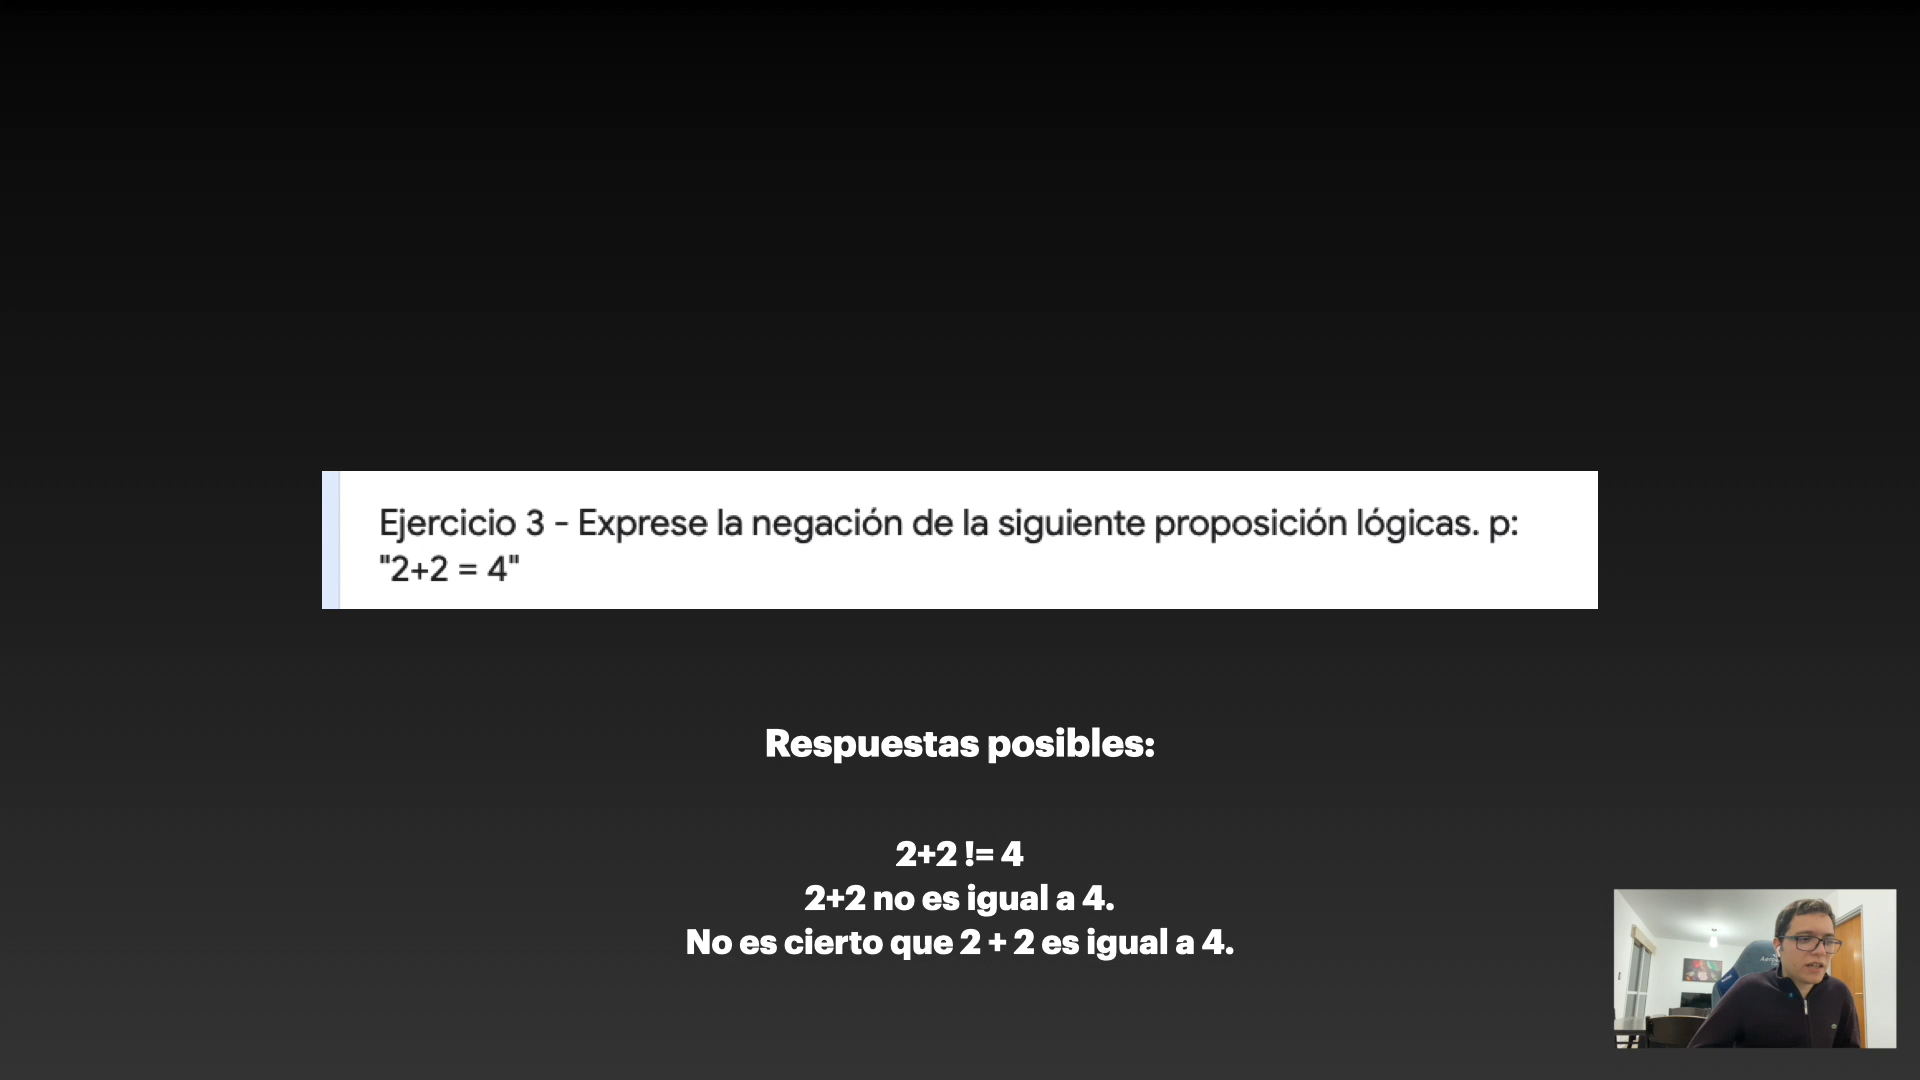 Ejercicio 3 - Exprese la negación de la siguiente proposición lógicas. p:
"2+2 = 4"
Respuestas posibles:
2+2 != 4
2+2 no es igual a 4.
No es cierto que 2 + 2 es igual a 4.